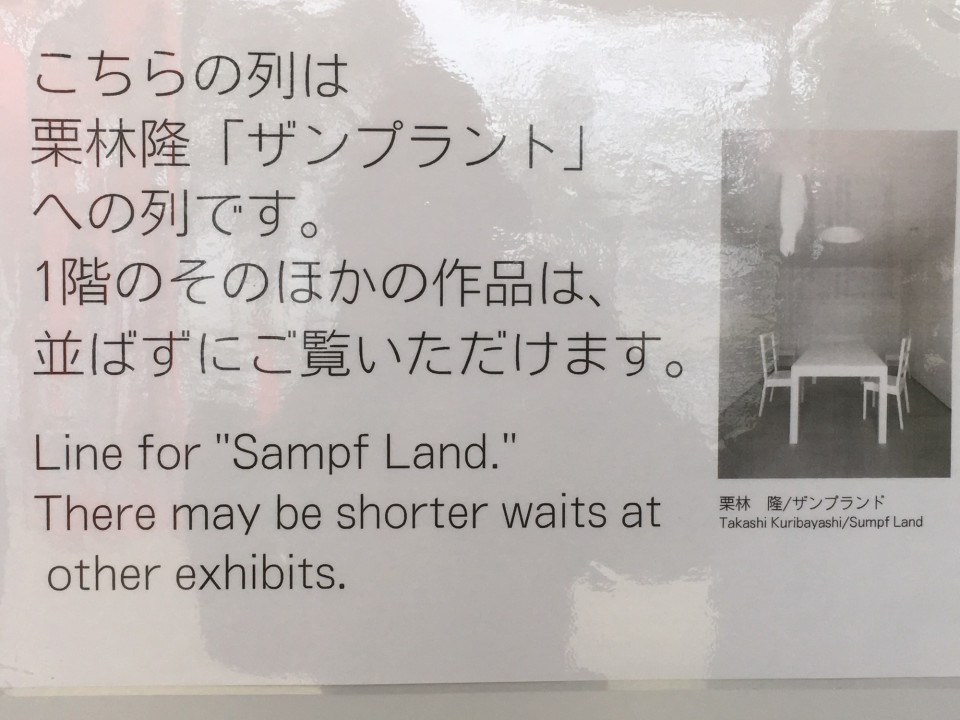 こちらの列は
栗林隆「ザンプラント」
への列です。
1階のそのほかの作品は、
並ばずにご覧いただけます。
Line for "Sampf Land."
There may be shorter waits at
other exhibits.
栗林 隆/ザンプランド
Takashi Kuribayashi/Sumpf Land